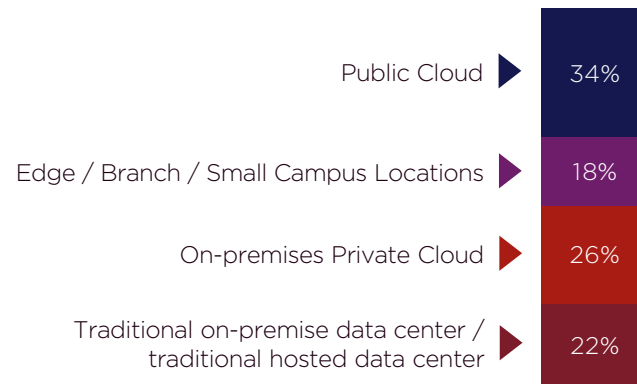 Public Cloud
34%
Edge / Branch / Small Campus Locations
18%
On-premises Private Cloud
26%
Traditional on-premise data center /
traditional hosted data center
22%